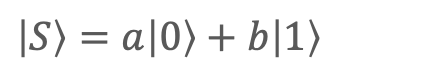 |S⟩ = a|0⟩ + b|1⟩